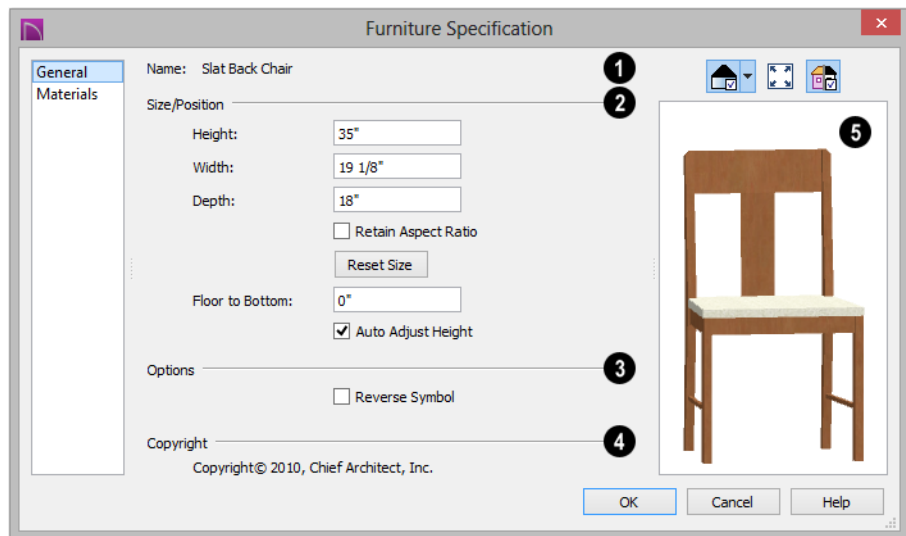 Furniture Specification
General
Materials
Name: Slat Back Chair
1
Size/Position
2
Height: 35"
Width: 19 1/8"
Depth: 18"
Retain Aspect Ratio
Reset Size
Floor to Bottom: 0"
Auto Adjust Height
Options
3
Reverse Symbol
Copyright
4
Copyright© 2010, Chief Architect, Inc.
5
OK Cancel Help